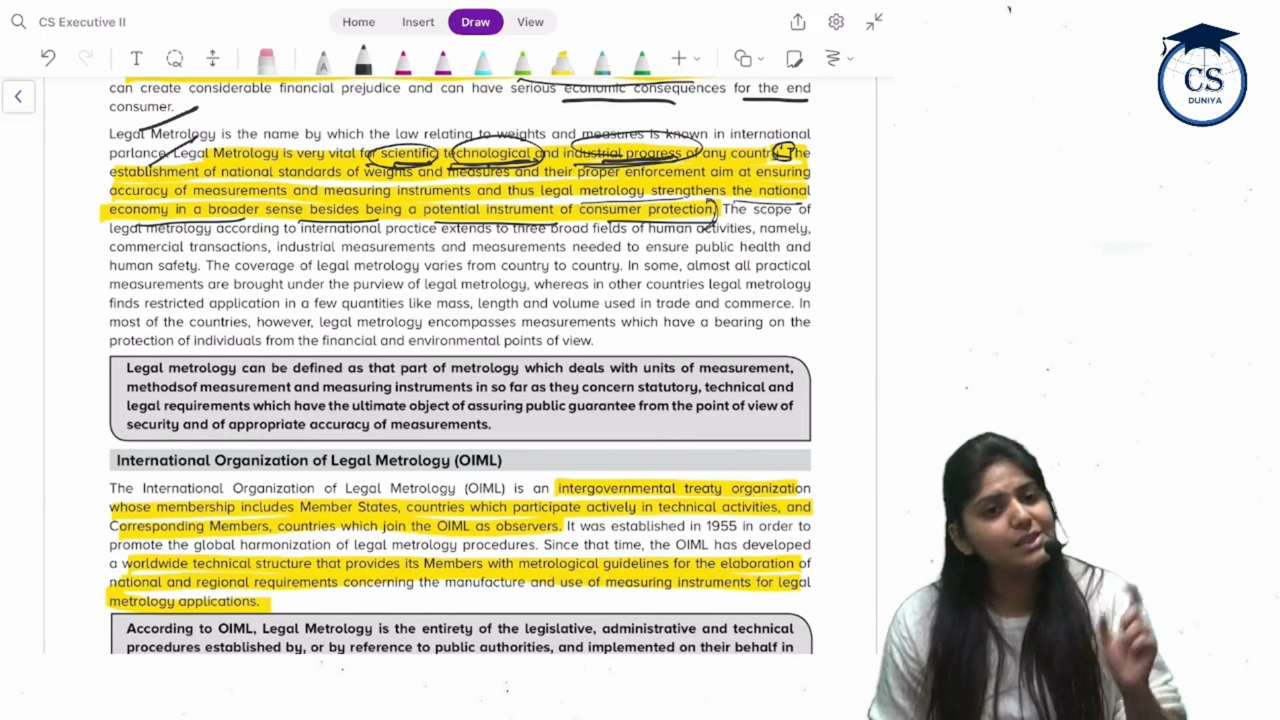 CS Executive II
Home Insert Draw View
can create considerable financial prejudice and can have serious economic consequences for the end
consumer.
Legal Metrology is the name by which the law relating to weights and measures is known in international
parlance. Legal Metrology is very vital for scientific technological and industrial progress of any country. The
establishment of national standards of weights and measures and their proper enforcement aim at ensuring
accuracy of measurements and measuring instruments and thus legal metrology strengthens the national
economy in a broader sense besides being a potential instrument of consumer protection. The scope of
legal metrology according to international practice extends to three broad fields of human activities, namely,
commercial transactions, industrial measurements and measurements needed to ensure public health and
human safety. The coverage of legal metrology varies from country to country. In some, almost all practical
measurements are brought under the purview of legal metrology, whereas in other countries legal metrology
finds restricted application in a few quantities like mass, length and volume used in trade and commerce. In
most of the countries, however, legal metrology encompasses measurements which have a bearing on the
protection of individuals from the financial and environmental points of view.
Legal metrology can be defined as that part of metrology which deals with units of measurement,
methodsof measurement and measuring instruments in so far as they concern statutory, technical and
legal requirements which have the ultimate object of assuring public guarantee from the point of view of
security and of appropriate accuracy of measurements.
International Organization of Legal Metrology (OIML)
The International Organization of Legal Metrology (OIML) is an intergovernmental treaty organization
whose membership includes Member States, countries which participate actively in technical activities, and
Corresponding Members, countries which join the OIML as observers. It was established in 1955 in order to
promote the global harmonization of legal metrology procedures. Since that time, the OIML has developed
a worldwide technical structure that provides its Members with metrological guidelines for the elaboration of
national and regional requirements concerning the manufacture and use of measuring instruments for legal
metrology applications.
According to OIML, Legal Metrology is the entirety of the legislative, administrative and technical
procedures established by, or by reference to public authorities, and implemented on their behalf in
CS
DUNIYA